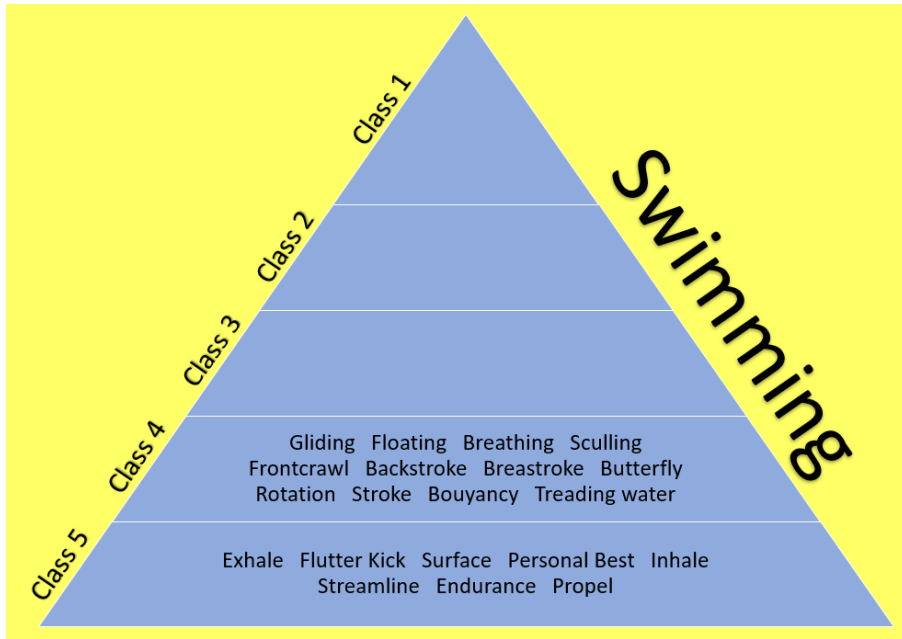 Class 1
Swimming
Class 2
Class 3
Class 4
Gliding Floating Breathing Sculling
Frontcrawl Backstroke Breastroke Butterfly
Rotation Stroke Bouyancy Treading water
Class 5
Exhale Flutter Kick Surface Personal Best Inhale
Streamline Endurance Propel